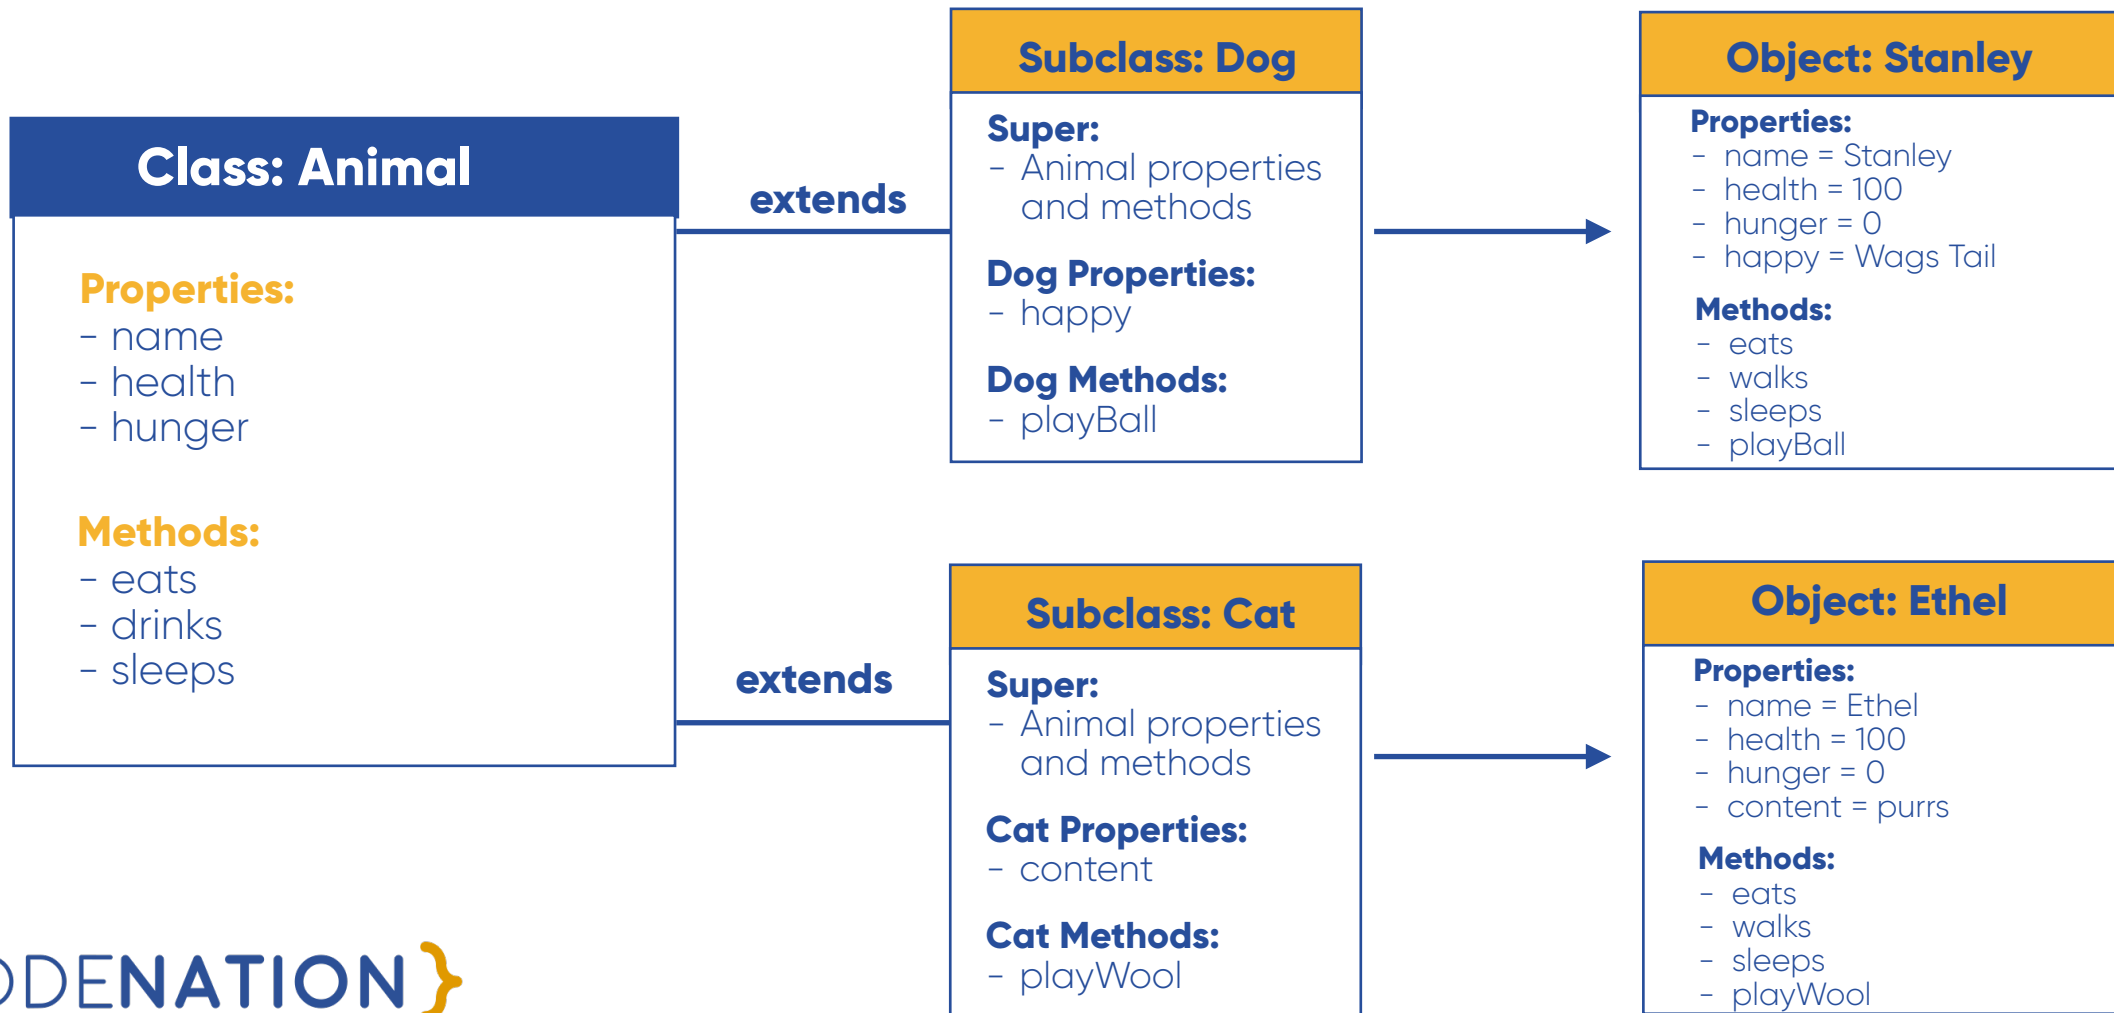 Class: Animal
Properties:
- name
- health
- hunger
Methods:
- eats
- drinks
- sleeps
extends
extends
Subclass: Dog
Super:
- Animal properties
and methods
Dog Properties:
- happy
Dog Methods:
- playBall
Object: Stanley
Properties:
- name = Stanley
- health = 100
- hunger = 0
- happy = Wags Tail
Methods:
- eats
- walks
- sleeps
- playBall
Subclass: Cat
Super:
- Animal properties
and methods
Cat Properties:
- content
Cat Methods:
- playWool
Object: Ethel
Properties:
- name = Ethel
- health = 100
- hunger = 0
- content = purrs
Methods:
- eats
- walks
- sleeps
- playWool
ODENATION}